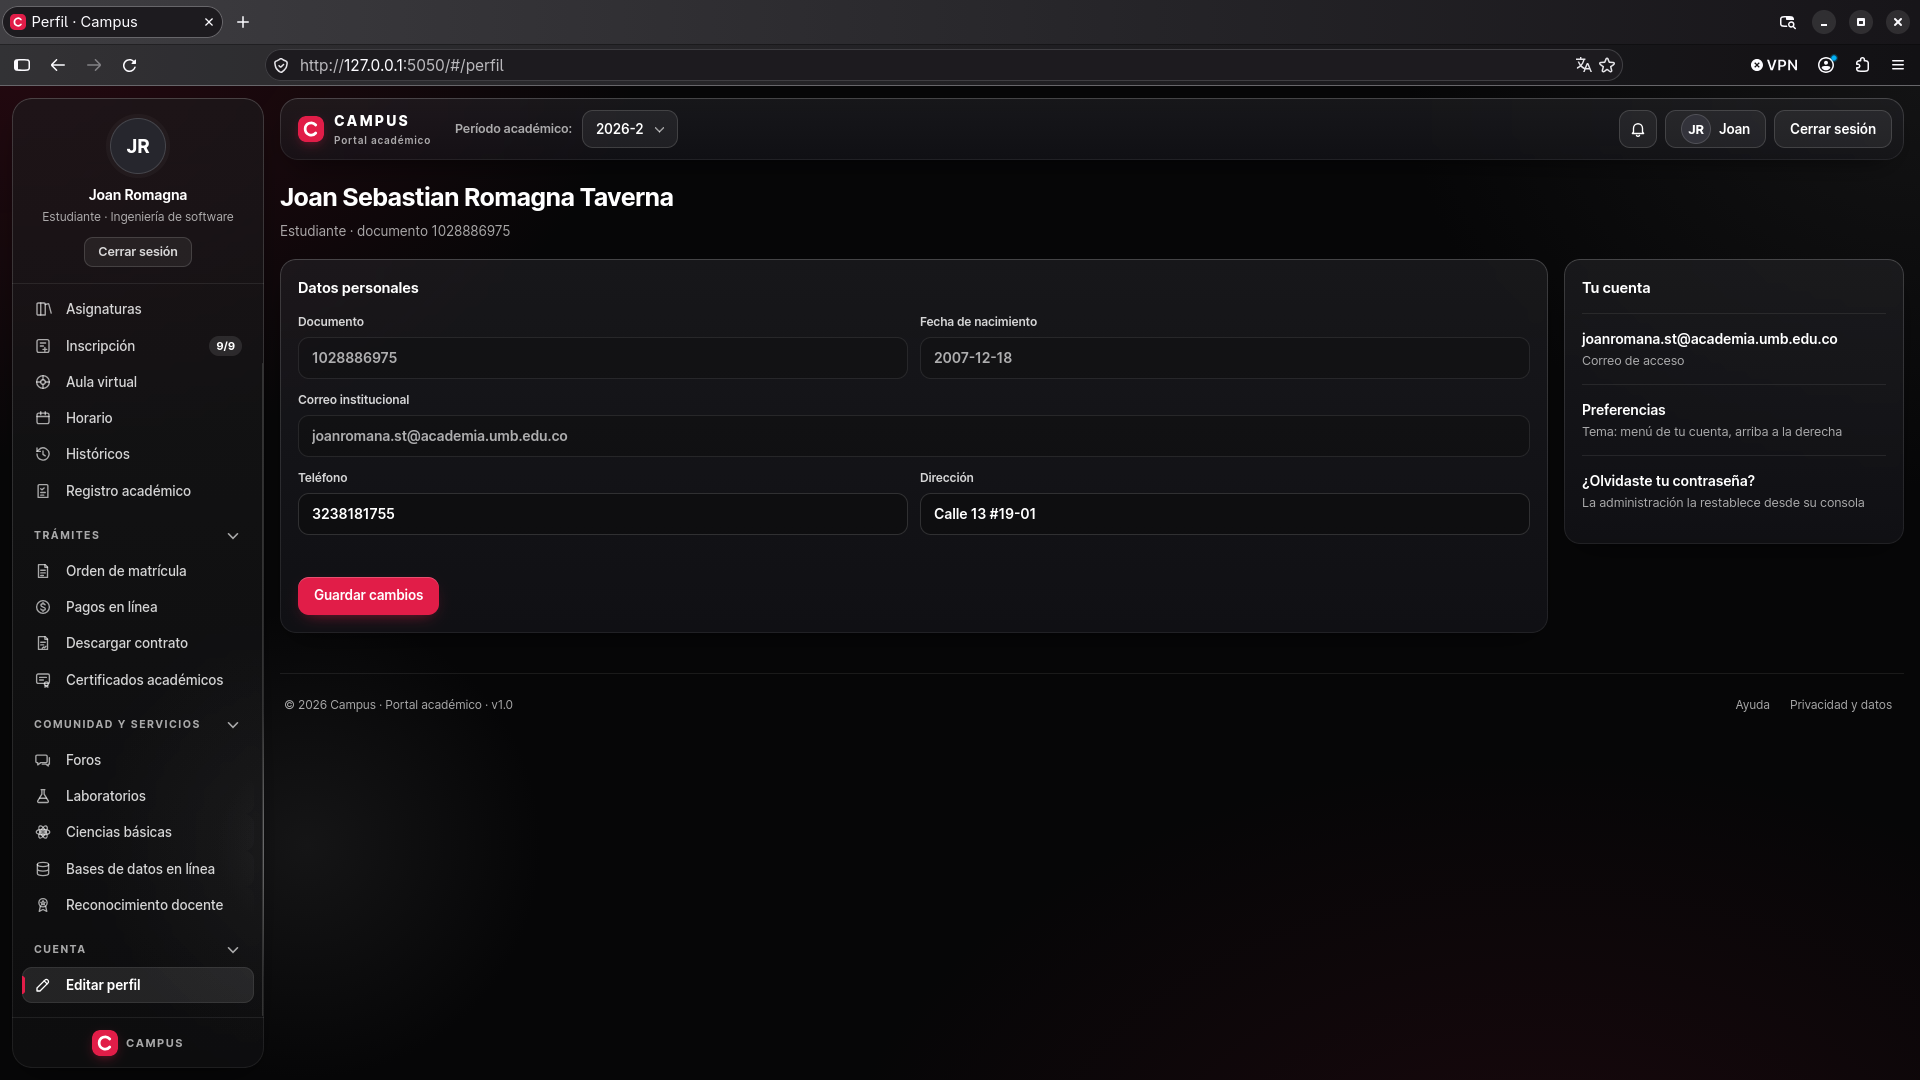 Perfil · Campus
http://127.0.0.1:5050/#/perfil
VPN
JR
Joan Romagna
Estudiante · Ingeniería de software
Cerrar sesión
Asignaturas
Inscripción 9/9
Aula virtual
Horario
Históricos
Registro académico
TRÁMITES
Orden de matrícula
Pagos en línea
Descargar contrato
Certificados académicos
COMUNIDAD Y SERVICIOS
Foros
Laboratorios
Ciencias básicas
Bases de datos en línea
Reconocimiento docente
CUENTA
Editar perfil
C CAMPUS
C CAMPUS
Portal académico
Período académico: 2026-2
JR Joan
Cerrar sesión
Joan Sebastian Romagna Taverna
Estudiante · documento 1028886975
Datos personales
Documento
1028886975
Fecha de nacimiento
2007-12-18
Correo institucional
joanromana.st@academia.umb.edu.co
Teléfono
3238181755
Dirección
Calle 13 #19-01
Guardar cambios
Tu cuenta
joanromana.st@academia.umb.edu.co
Correo de acceso
Preferencias
Tema: menú de tu cuenta, arriba a la derecha
¿Olvidaste tu contraseña?
La administración la restablece desde su consola
© 2026 Campus · Portal académico · v1.0
Ayuda Privacidad y datos